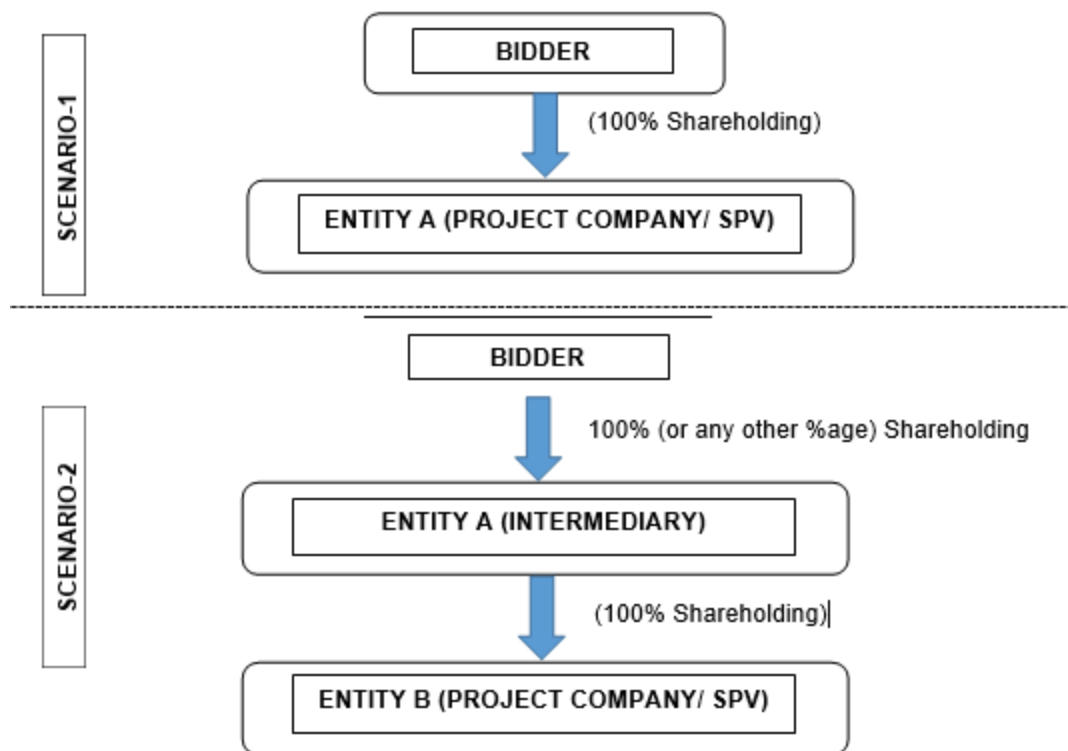 SCENARIO-1
BIDDER
(100% Shareholding)
ENTITY A (PROJECT COMPANY/ SPV)
SCENARIO-2
BIDDER
100% (or any other %age) Shareholding
ENTITY A (INTERMEDIARY)
(100% Shareholding)
ENTITY B (PROJECT COMPANY/ SPV)